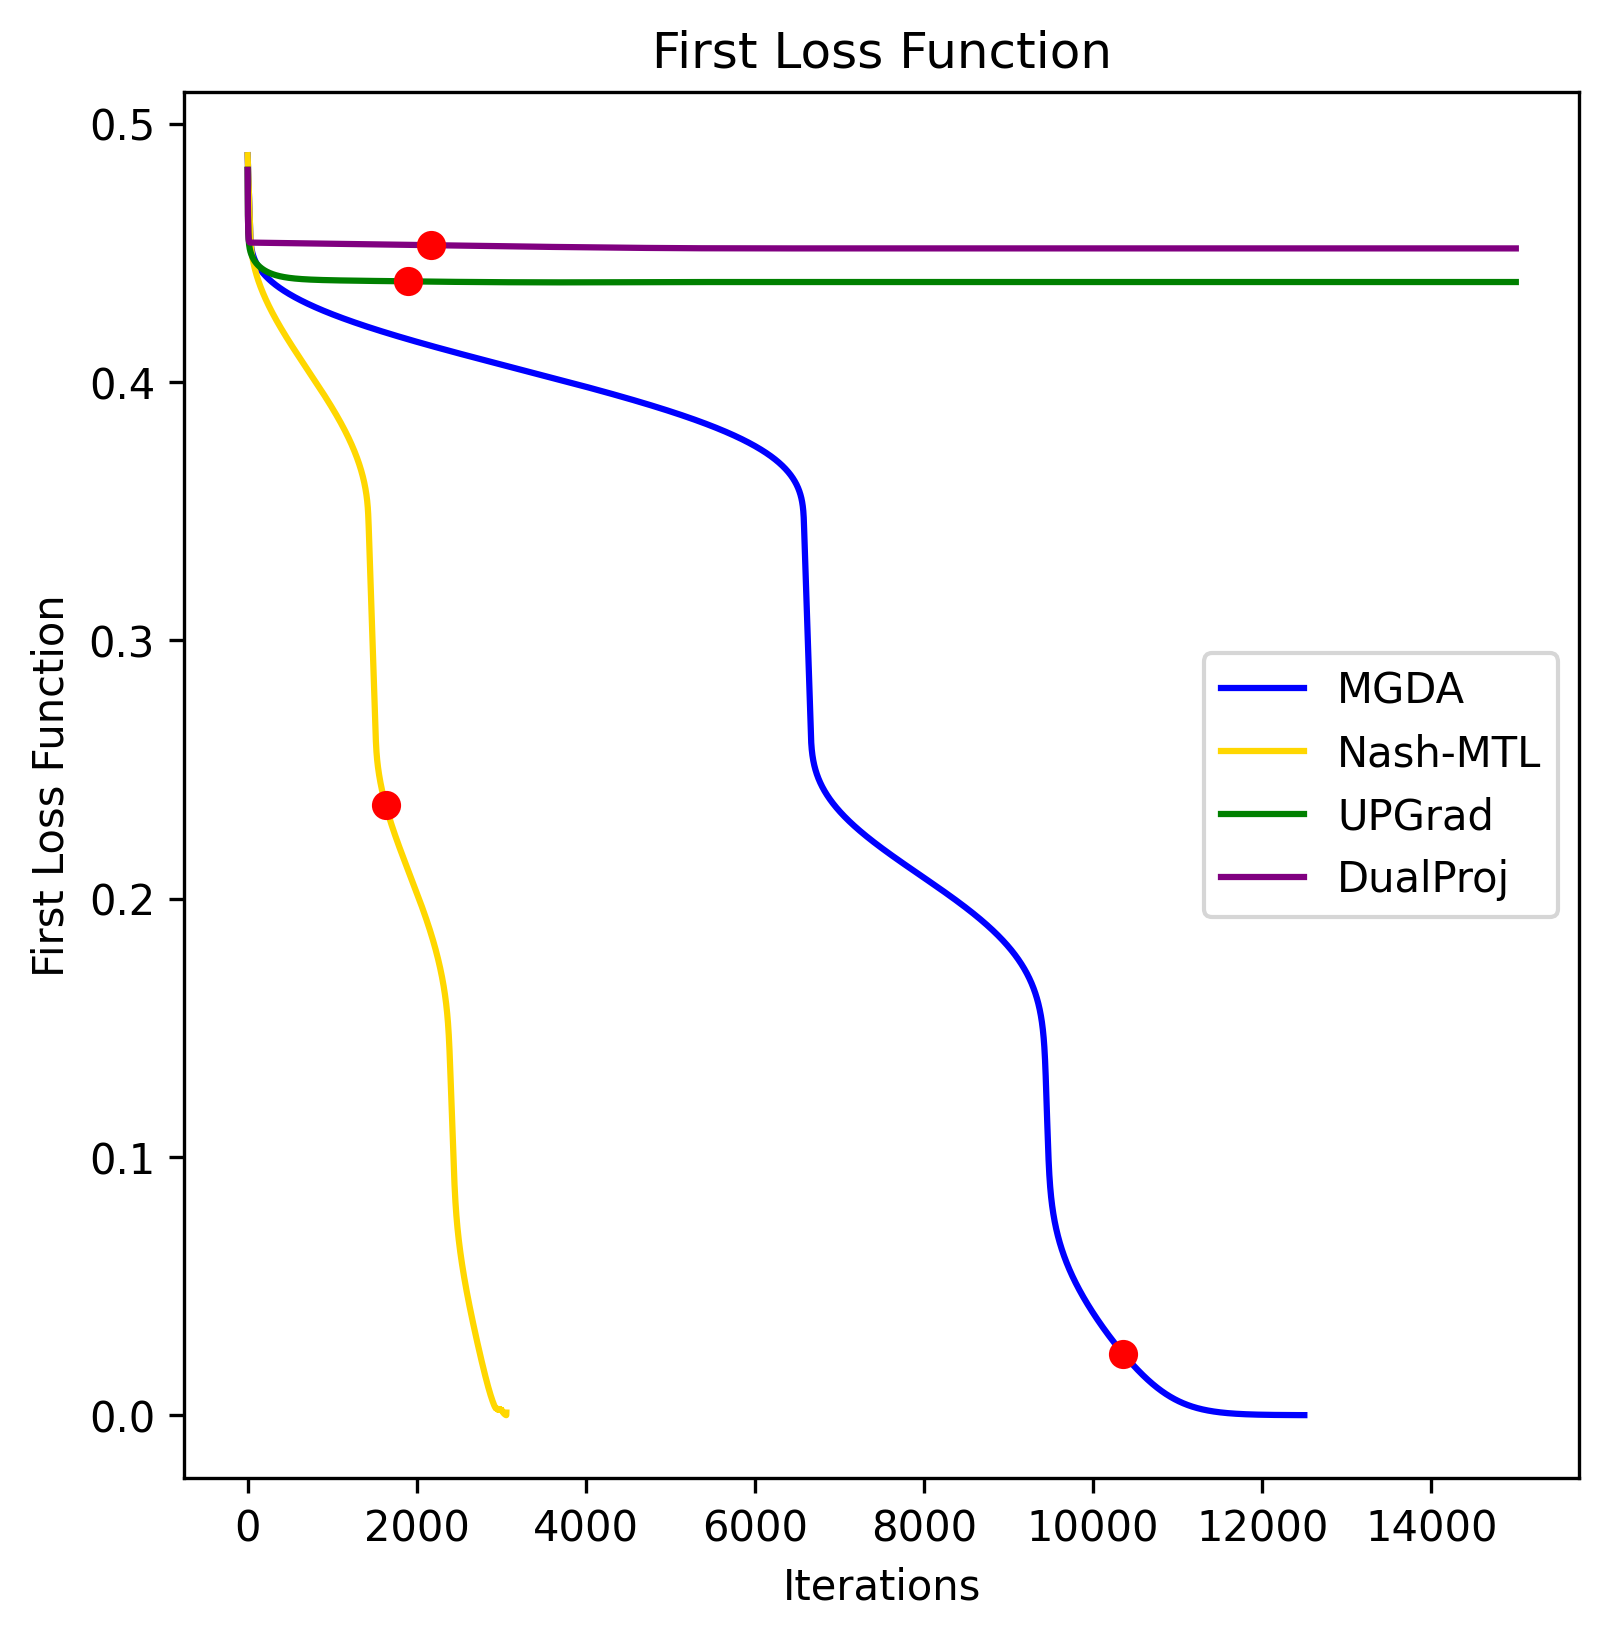 First Loss Function
First Loss Function
0.5
0.4
0.3
0.2
0.1
0.0
MGDA
Nash-MTL
UPGrad
DualProj
0 2000 4000 6000 8000 10000 12000 14000
Iterations